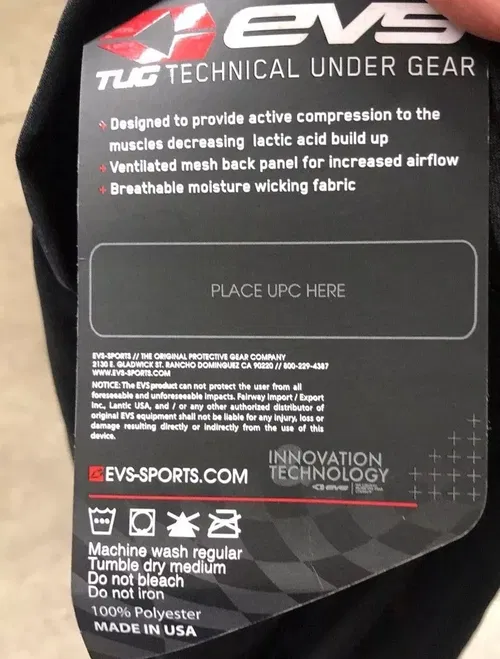 evs
TUG TECHNICAL UNDER GEAR
Designed to provide active compression to the
muscles decreasing lactic acid build up
Ventilated mesh back panel for increased airflow
Breathable moisture wicking fabric
PLACE UPC HERE
EVS-SPORTS // THE ORIGINAL PROTECTIVE GEAR COMPANY
2130 E. GLADWICK ST. RANCHO DOMINGUEZ CA 90220 // 800-229-4387
WWW.EVS-SPORTS.COM
NOTICE: The EVS product can not protect the user from all
foreseeable and unforeseeable impacts. Fairway Import / Export
Inc., Lantic USA, and / or any other authorized distributor of
original EVS equipment shall not be liable for any injury, loss or
damage resulting directly or indirectly from the use of this
device.
INNOVATION
TECHNOLOGY
evs
EVS-SPORTS.COM
Machine wash regular
Tumble dry medium
Do not bleach
Do not iron
100% Polyester
MADE IN USA